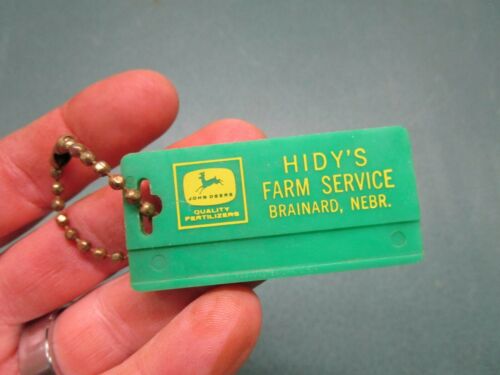 JOHN DEERE
QUALITY
FERTILIZERS
HIDY'S
FARM SERVICE
BRAINARD, NEBR.